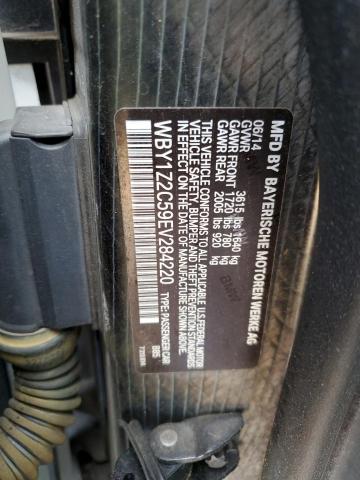 MFD BY BAYERISCHE MOTOREN WERKE AG
06/14
GVWR 3615 lbs 1640 kg
GAWR FRONT 1720 lbs 780 kg
GAWR REAR 2005 lbs 920 kg
THIS VEHICLE CONFORMS TO ALL APPLICABLE U.S. FEDERAL MOTOR
VEHICLE SAFETY, BUMPER AND THEFT PREVENTION STANDARDS
IN EFFECT ON THE DATE OF MANUFACTURE SHOWN ABOVE
WBY1Z2C59EV284220
TYPE: PASSENGER CAR
BMW